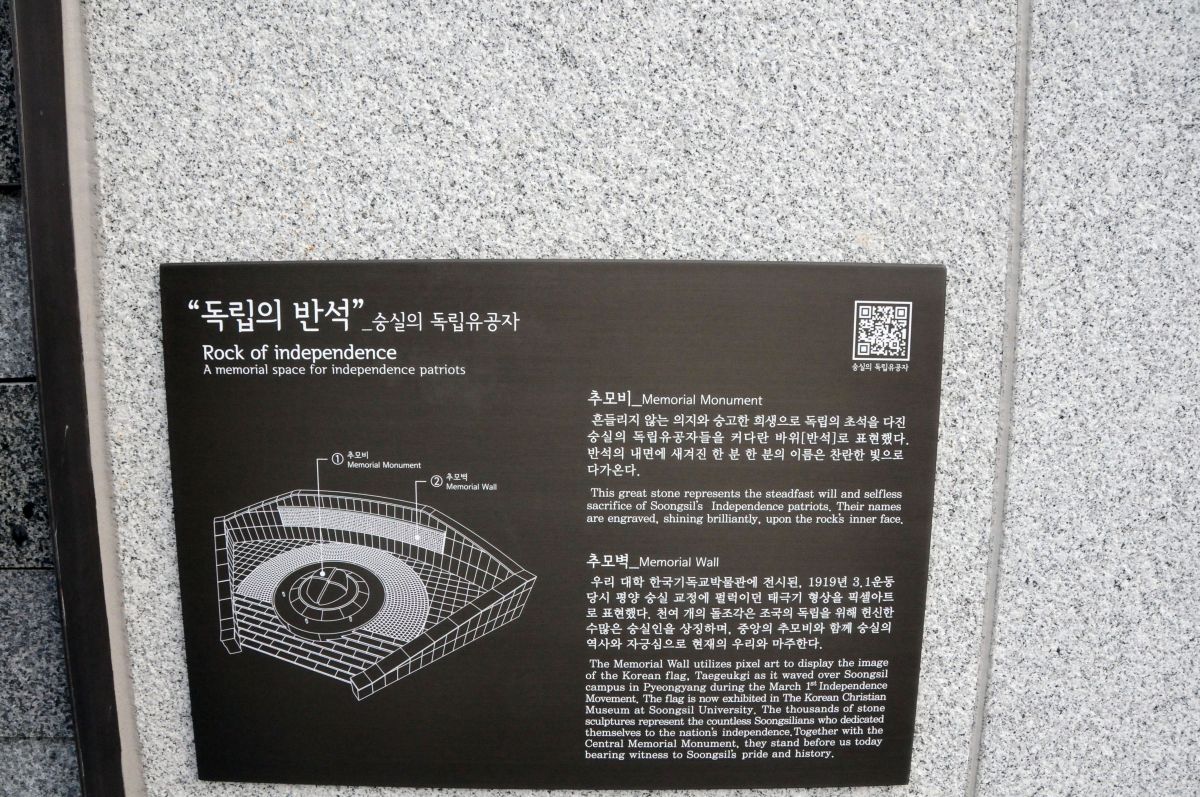 “독립의 반석”_숭실의 독립유공자
Rock of independence
A memorial space for independence patriots
숭실의 독립유공자
① 추모비
Memorial Monument
② 추모벽
Memorial Wall
추모비_Memorial Monument
흔들리지 않는 의지와 숭고한 희생으로 독립의 초석을 다진
숭실의 독립유공자들을 커다란 바위[반석]로 표현했다.
반석의 내면에 새겨진 한 분 한 분의 이름은 찬란한 빛으로
다가온다.
This great stone represents the steadfast will and selfless
sacrifice of Soongsil's Independence patriots. Their names
are engraved, shining brilliantly, upon the rock's inner face.
추모벽_Memorial Wall
우리 대학 한국기독교박물관에 전시된, 1919년 3.1운동
당시 평양 숭실 교정에 펄럭이던 태극기 형상을 픽셀아트
로 표현했다. 천여 개의 돌조각은 조국의 독립을 위해 헌신한
수많은 숭실인을 상징하며, 중앙의 추모비와 함께 숭실의
역사와 자긍심으로 현재의 우리와 마주한다.
The Memorial Wall utilizes pixel art to display the image
of the Korean flag, Taegeukgi as it waved over Soongsil
campus in Pyeongyang during the March 1st Independence
Movement. The flag is now exhibited in The Korean Christian
Museum at Soongsil University. The thousands of stone
sculptures represent the countless Soongsilians who dedicated
themselves to the nation's independence.Together with the
Central Memorial Monument, they stand before us today
bearing witness to Soongsil's pride and history.